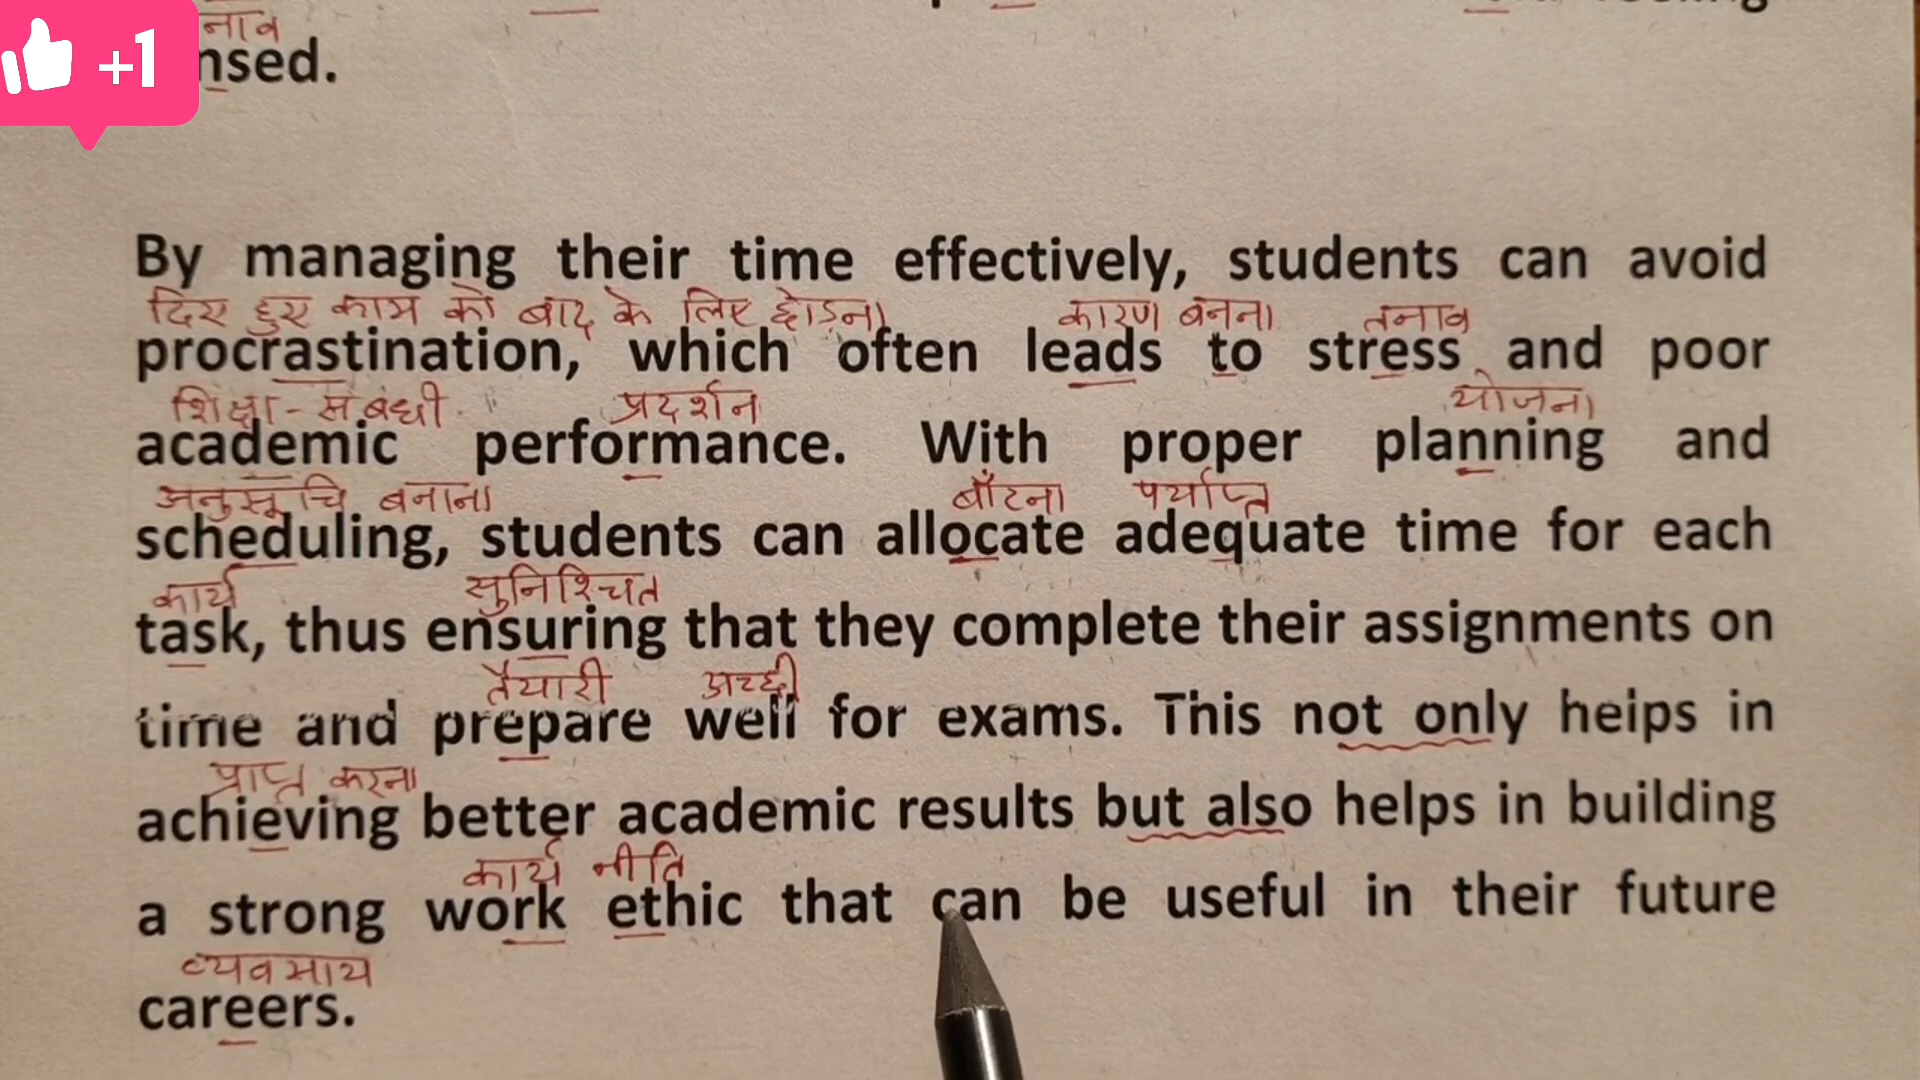 +1
नाव
nsed.
By managing their time effectively, students can avoid
दिए हुए काम को बाद के लिए छोड़ना कारण बनना तनाव
procrastination, which often leads to stress and poor
शिक्षा-संबंधी प्रदर्शन योजना
academic performance. With proper planning and
अनुसूचि बनाना बाँटना पर्याप्त
scheduling, students can allocate adequate time for each
कार्य सुनिश्चित
task, thus ensuring that they complete their assignments on
तैयारी अच्छी
time and prepare well for exams. This not only helps in
प्राप्त करना
achieving better academic results but also helps in building
कार्य नीति
a strong work ethic that can be useful in their future
व्यवसाय
careers.